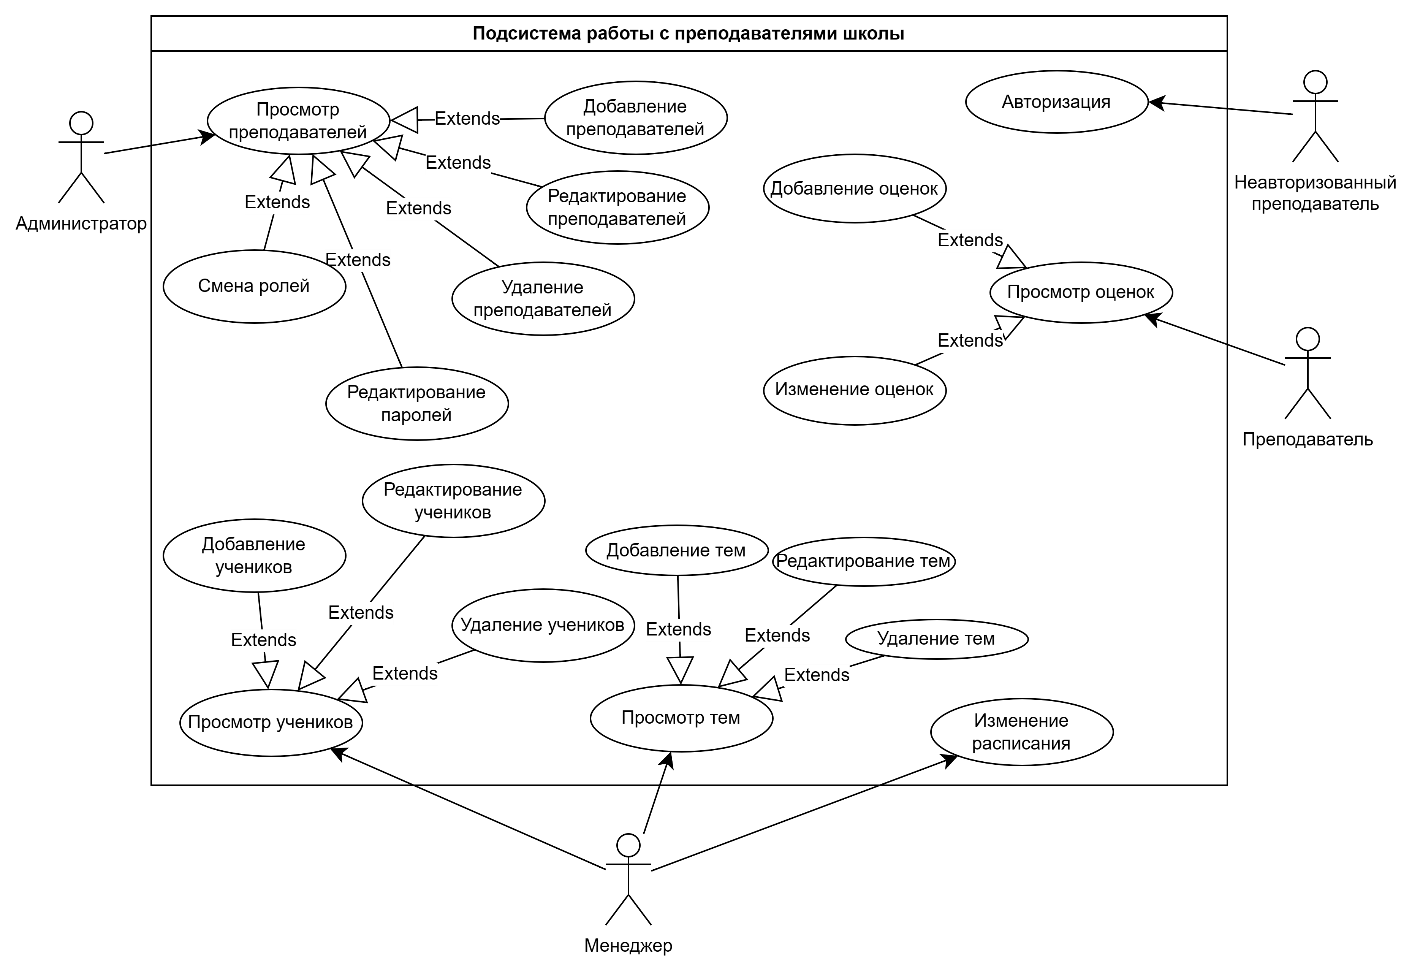 Подсистема работы с преподавателями школы
Просмотр
преподавателей
Extends
Добавление
преподавателей
Авторизация
Extends
Редактирование
преподавателей
Добавление оценок
Неавторизованный
преподаватель
Администратор
Extends
Extends
Extends
Extends
Смена ролей
Удаление
преподавателей
Просмотр оценок
Extends
Изменение оценок
Редактирование
паролей
Преподаватель
Редактирование
учеников
Добавление
учеников
Добавление тем
Редактирование тем
Extends
Удаление учеников
Extends
Extends
Extends
Удаление тем
Extends
Extends
Просмотр учеников
Просмотр тем
Изменение
расписания
Менеджер